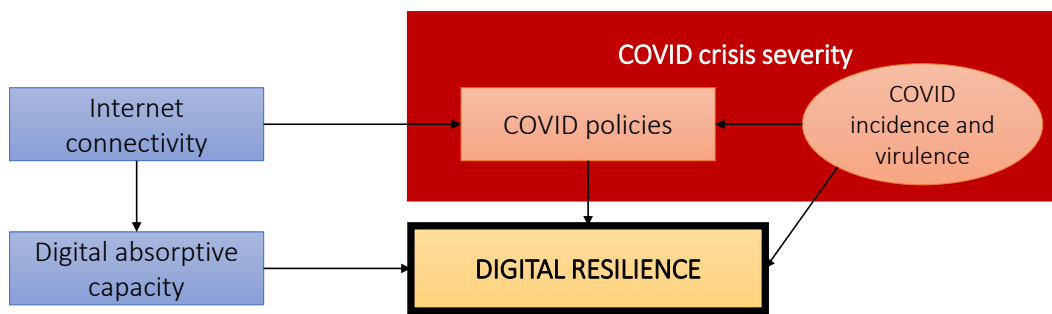 COVID crisis severity
Internet
connectivity
COVID policies
COVID
incidence and
virulence
Digital absorptive
capacity
DIGITAL RESILIENCE